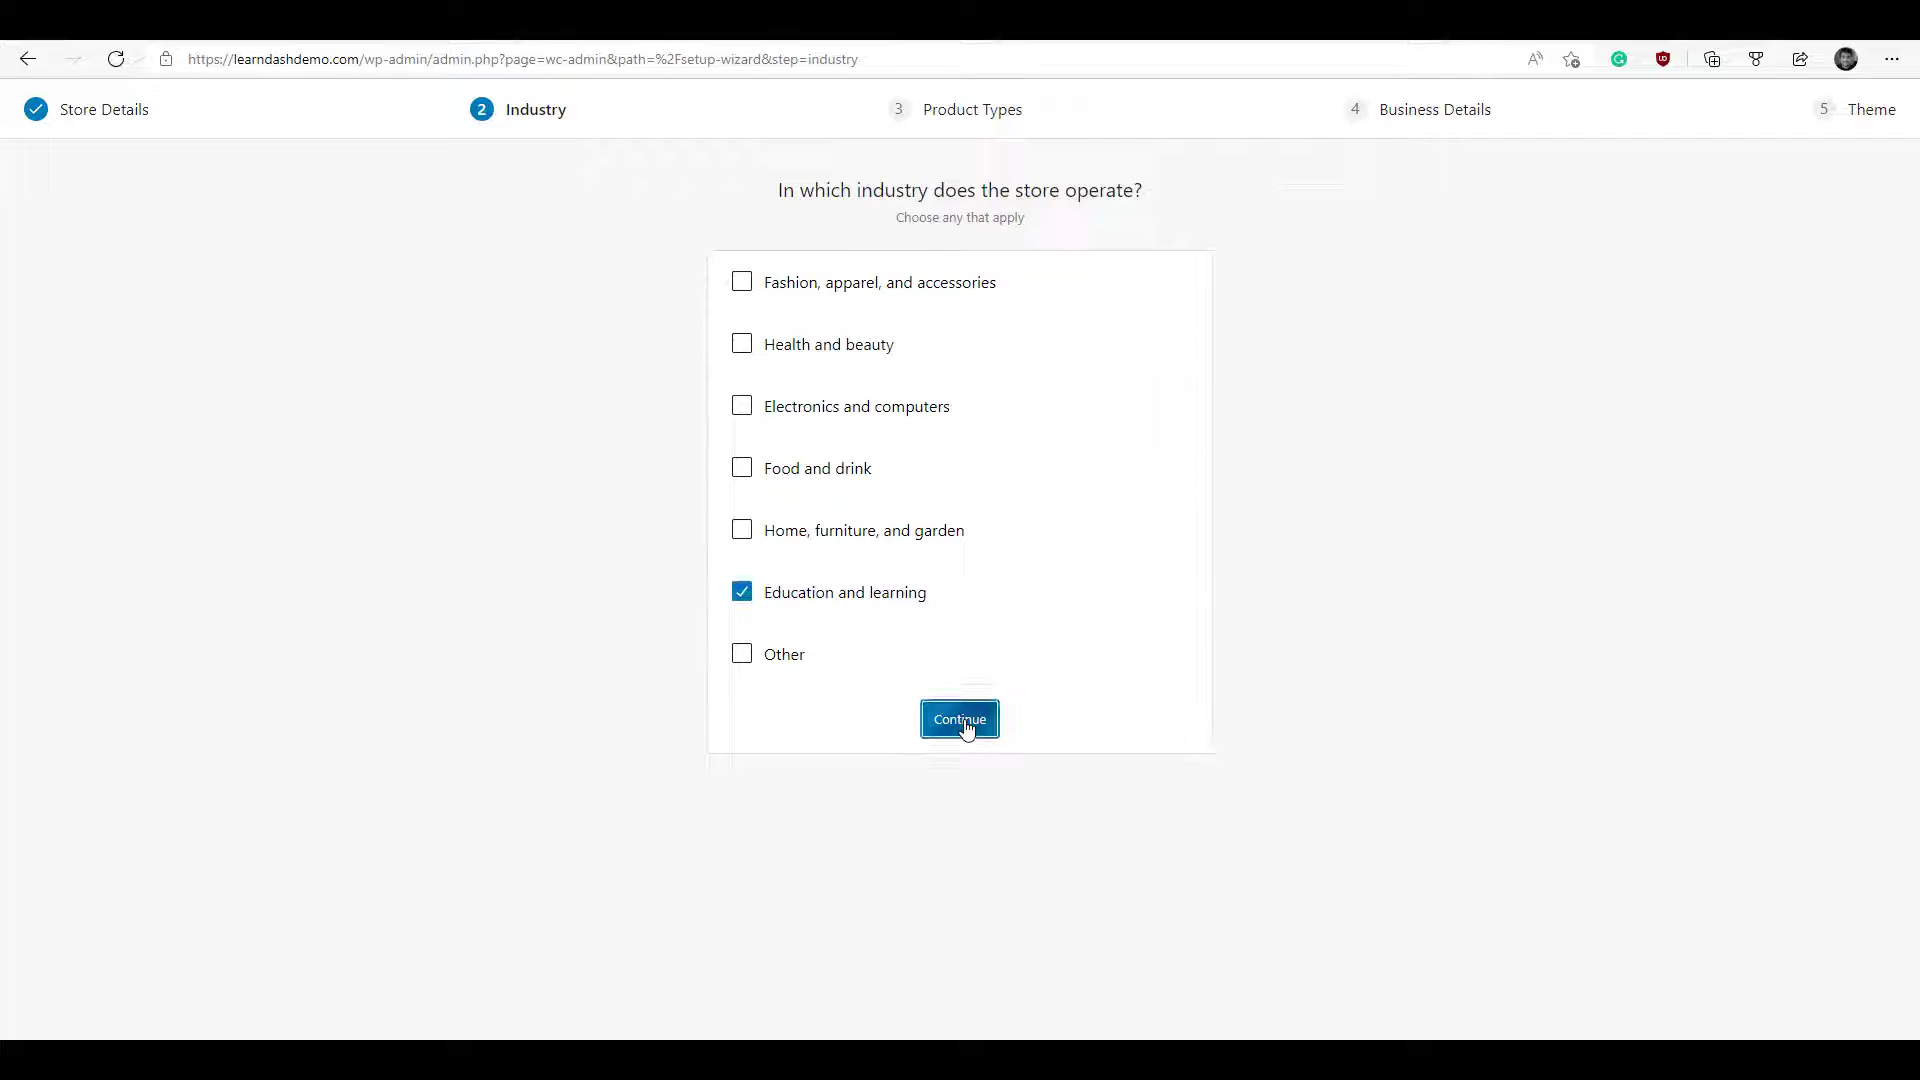 https://learndashdemo.com/wp-admin/admin.php?page=wc-admin&path=%2Fsetup-wizard&step=industry
Store Details
2 Industry
3 Product Types
4 Business Details
5 Theme
In which industry does the store operate?
Choose any that apply
Fashion, apparel, and accessories
Health and beauty
Electronics and computers
Food and drink
Home, furniture, and garden
Education and learning
Other
Continue